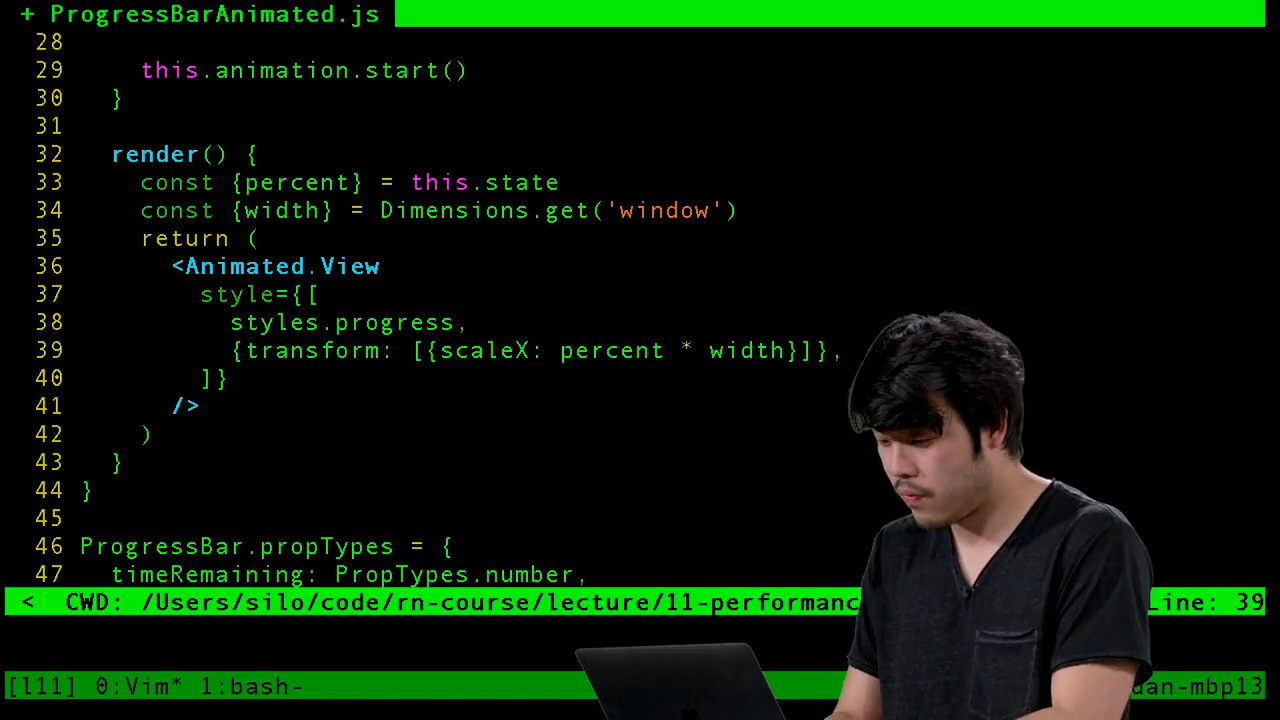 + ProgressBarAnimated.js
28
29 this.animation.start()
30 }
31
32 render() {
33 const {percent} = this.state
34 const {width} = Dimensions.get('window')
35 return (
36 <Animated.View
37 style={[
38 styles.progress,
39 {transform: [{scaleX: percent * width}]},
40 ]}
41 />
42 )
43 }
44 }
45
46 ProgressBar.propTypes = {
47 timeRemaining: PropTypes.number,
< CWD: /Users/silo/code/rn-course/lecture/11-performanc Line: 39
[l11] 0:Vim* 1:bash- dan-mbp13